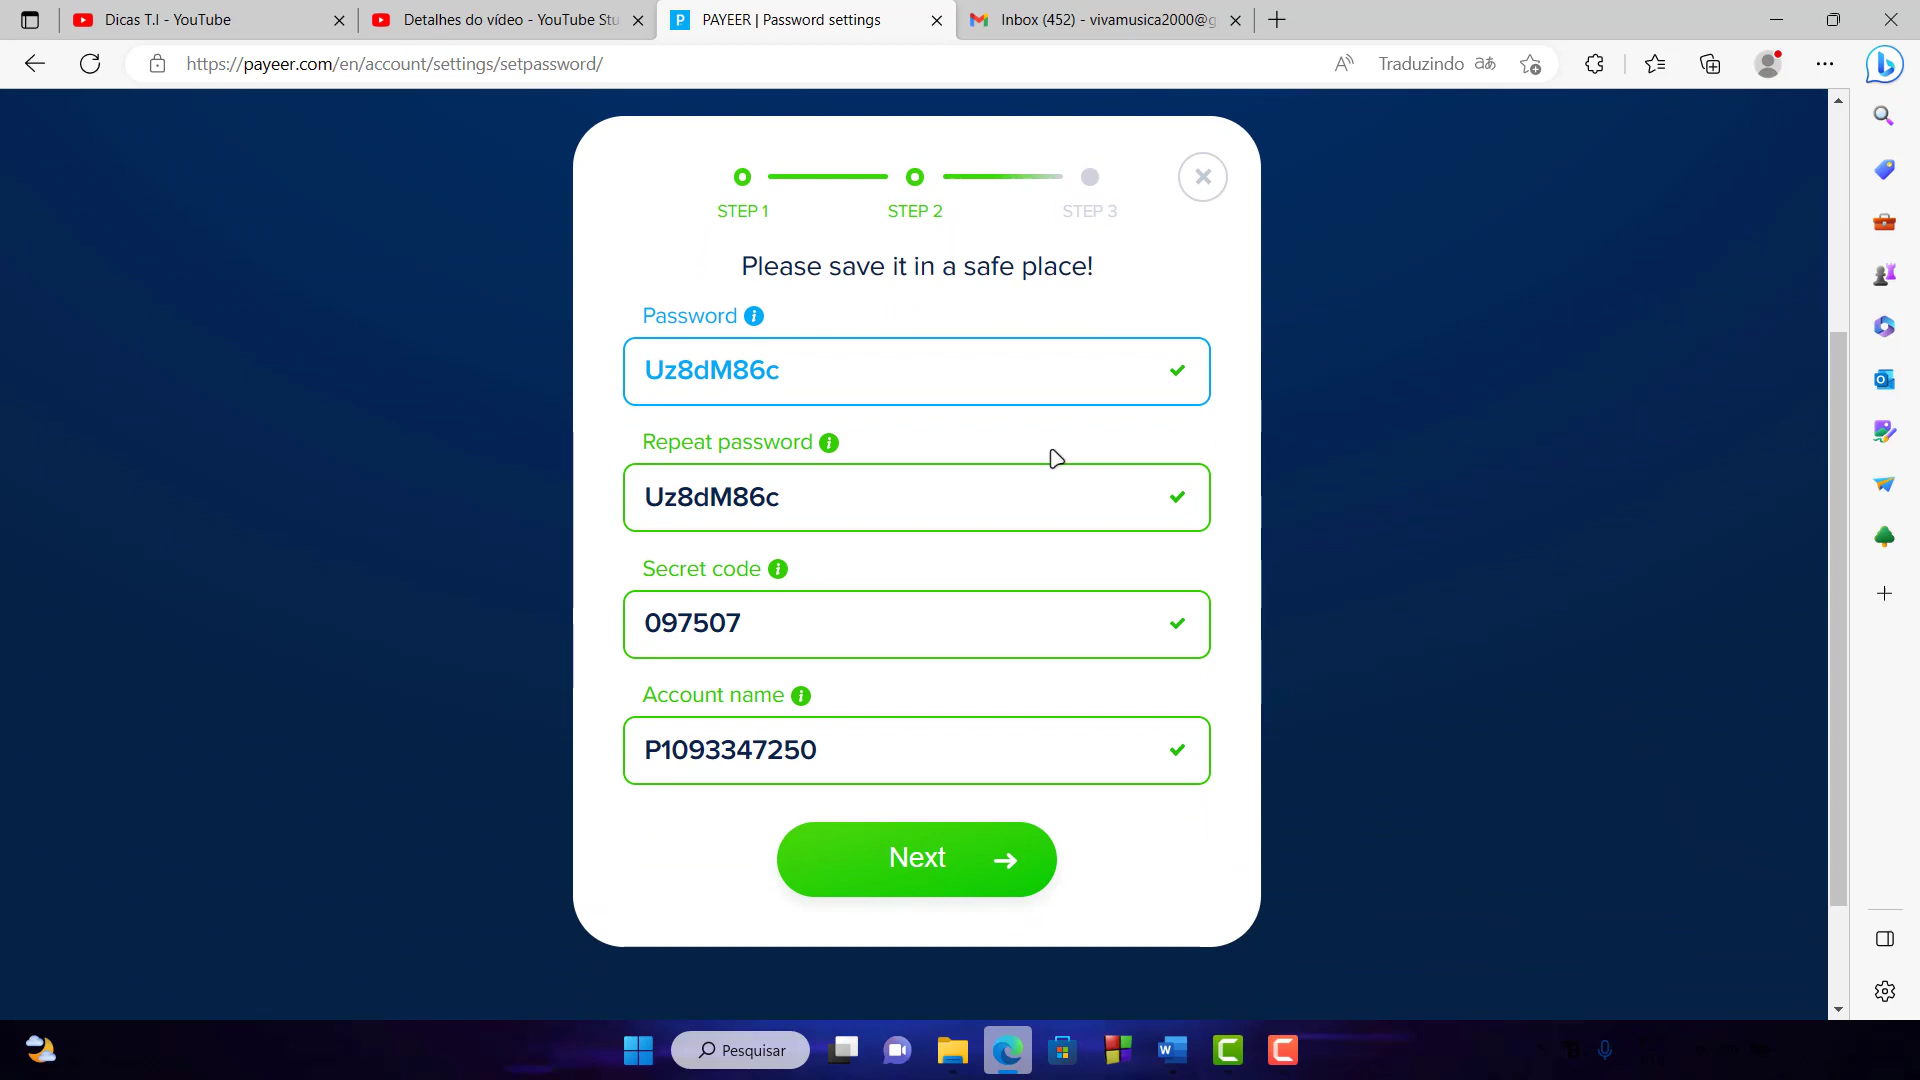 Dicas T.I - YouTube
Detalhes do vídeo - YouTube Stu
PAYEER | Password settings
Inbox (452) - vivamusica2000@g
https://payeer.com/en/account/settings/setpassword/
Traduzindo
STEP 1
STEP 2
STEP 3
Please save it in a safe place!
Password
Uz8dM86c
Repeat password
Uz8dM86c
Secret code
097507
Account name
P1093347250
Next
Pesquisar